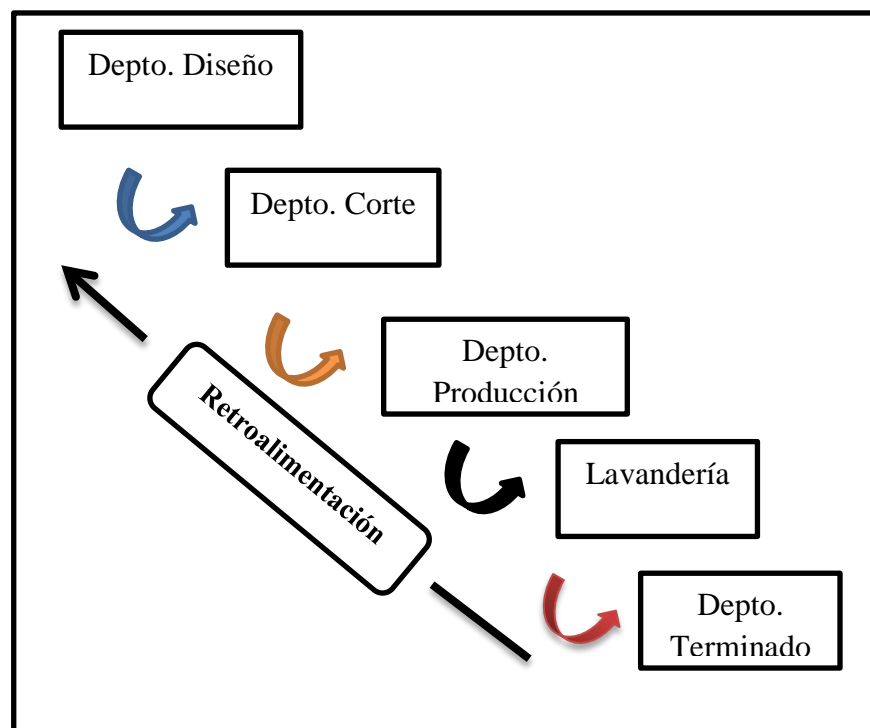 Depto. Diseño
Depto. Corte
Depto.
Producción
Retroalimentación
Lavandería
Depto.
Terminado